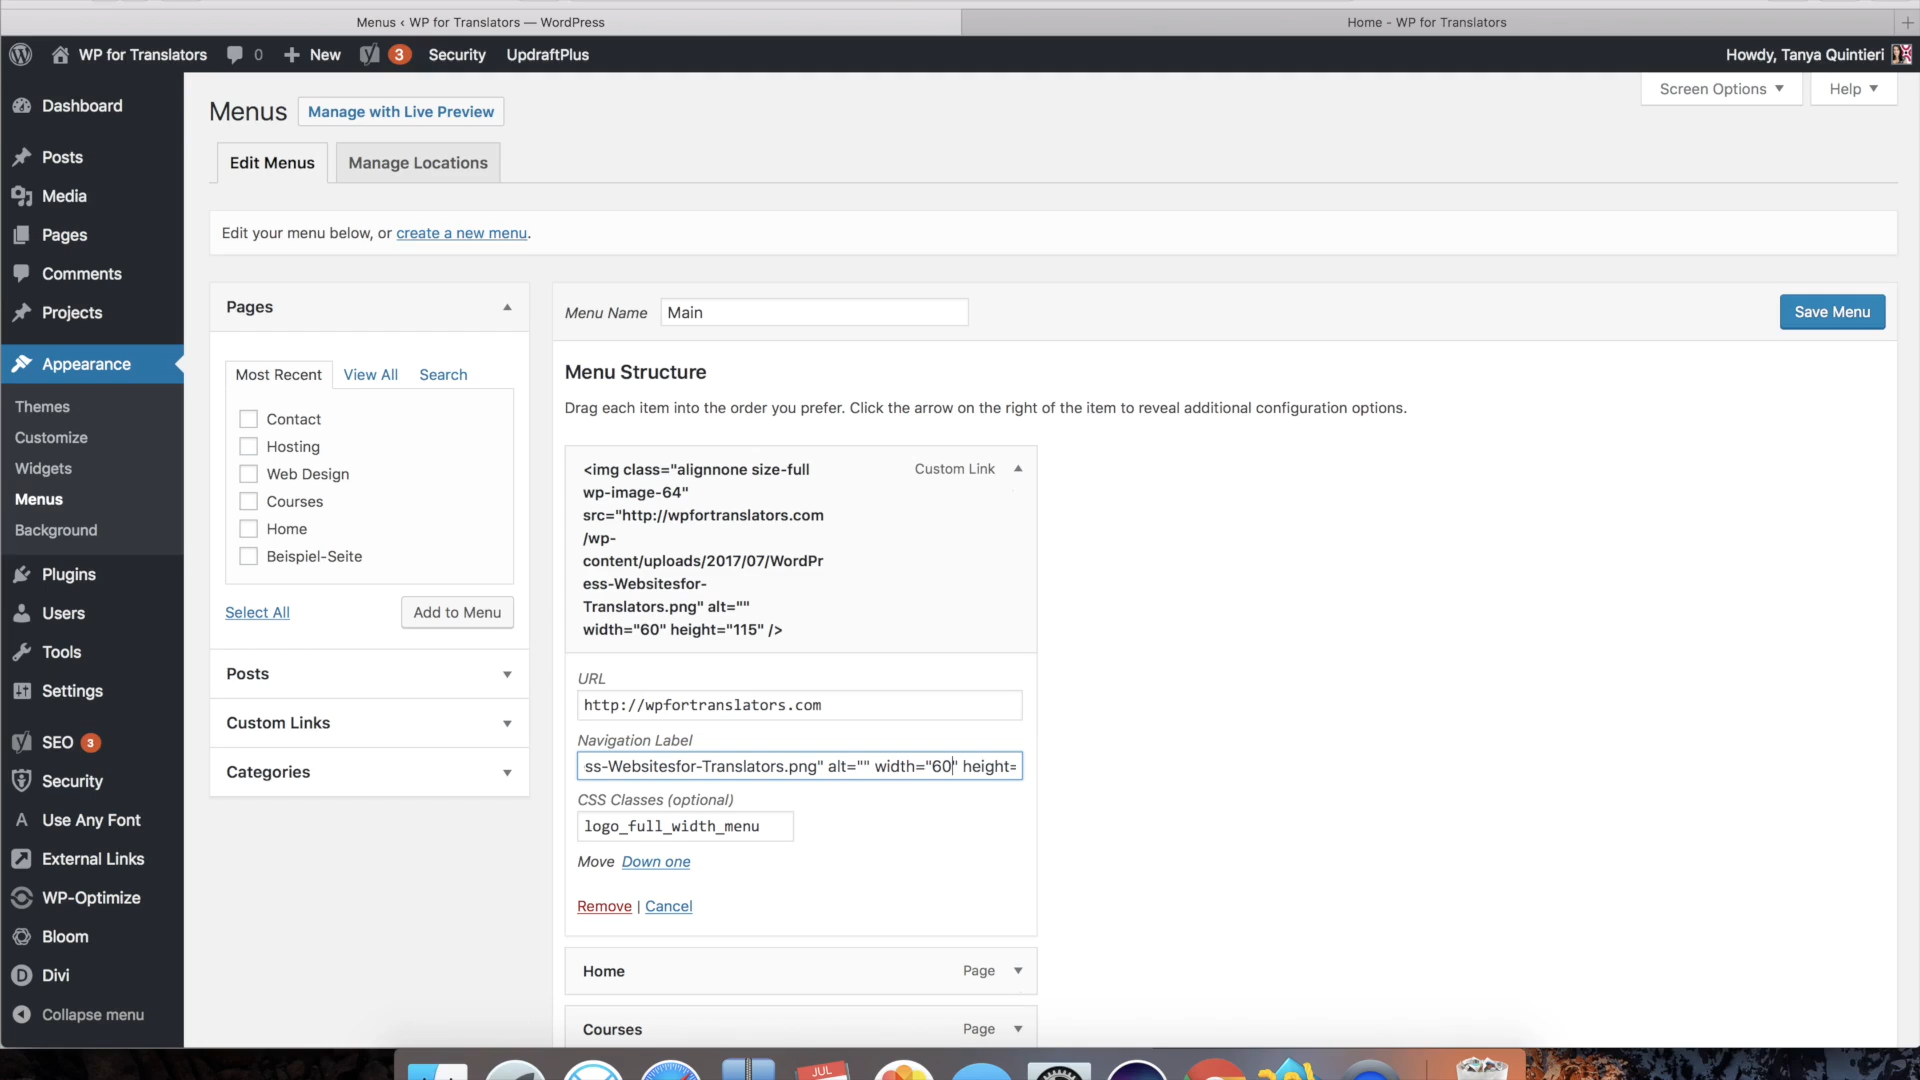 Menus ‹ WP for Translators — WordPress
Home - WP for Translators
WP for Translators 0 New 3 Security UpdraftPlus Howdy, Tanya Quintieri
Screen Options Help
Dashboard
Posts
Media
Pages
Comments
Projects
Appearance
Themes
Customize
Widgets
Menus
Background
Plugins
Users
Tools
Settings
SEO 3
Security
Use Any Font
External Links
WP-Optimize
Bloom
Divi
Collapse menu
Menus Manage with Live Preview
Edit Menus Manage Locations
Edit your menu below, or create a new menu.
Pages
Most Recent View All Search
Contact
Hosting
Web Design
Courses
Home
Beispiel-Seite
Select All Add to Menu
Posts
Custom Links
Categories
Menu Name Main Save Menu
Menu Structure
Drag each item into the order you prefer. Click the arrow on the right of the item to reveal additional configuration options.
<img class="alignnone size-full Custom Link
wp-image-64"
src="http://wpfortranslators.com
/wp-
content/uploads/2017/07/WordPr
ess-Websitesfor-
Translators.png" alt=""
width="60" height="115" />
URL
http://wpfortranslators.com
Navigation Label
ss-Websitesfor-Translators.png" alt="" width="60" height=
CSS Classes (optional)
logo_full_width_menu
Move Down one
Remove | Cancel
Home Page
Courses Page
JUL